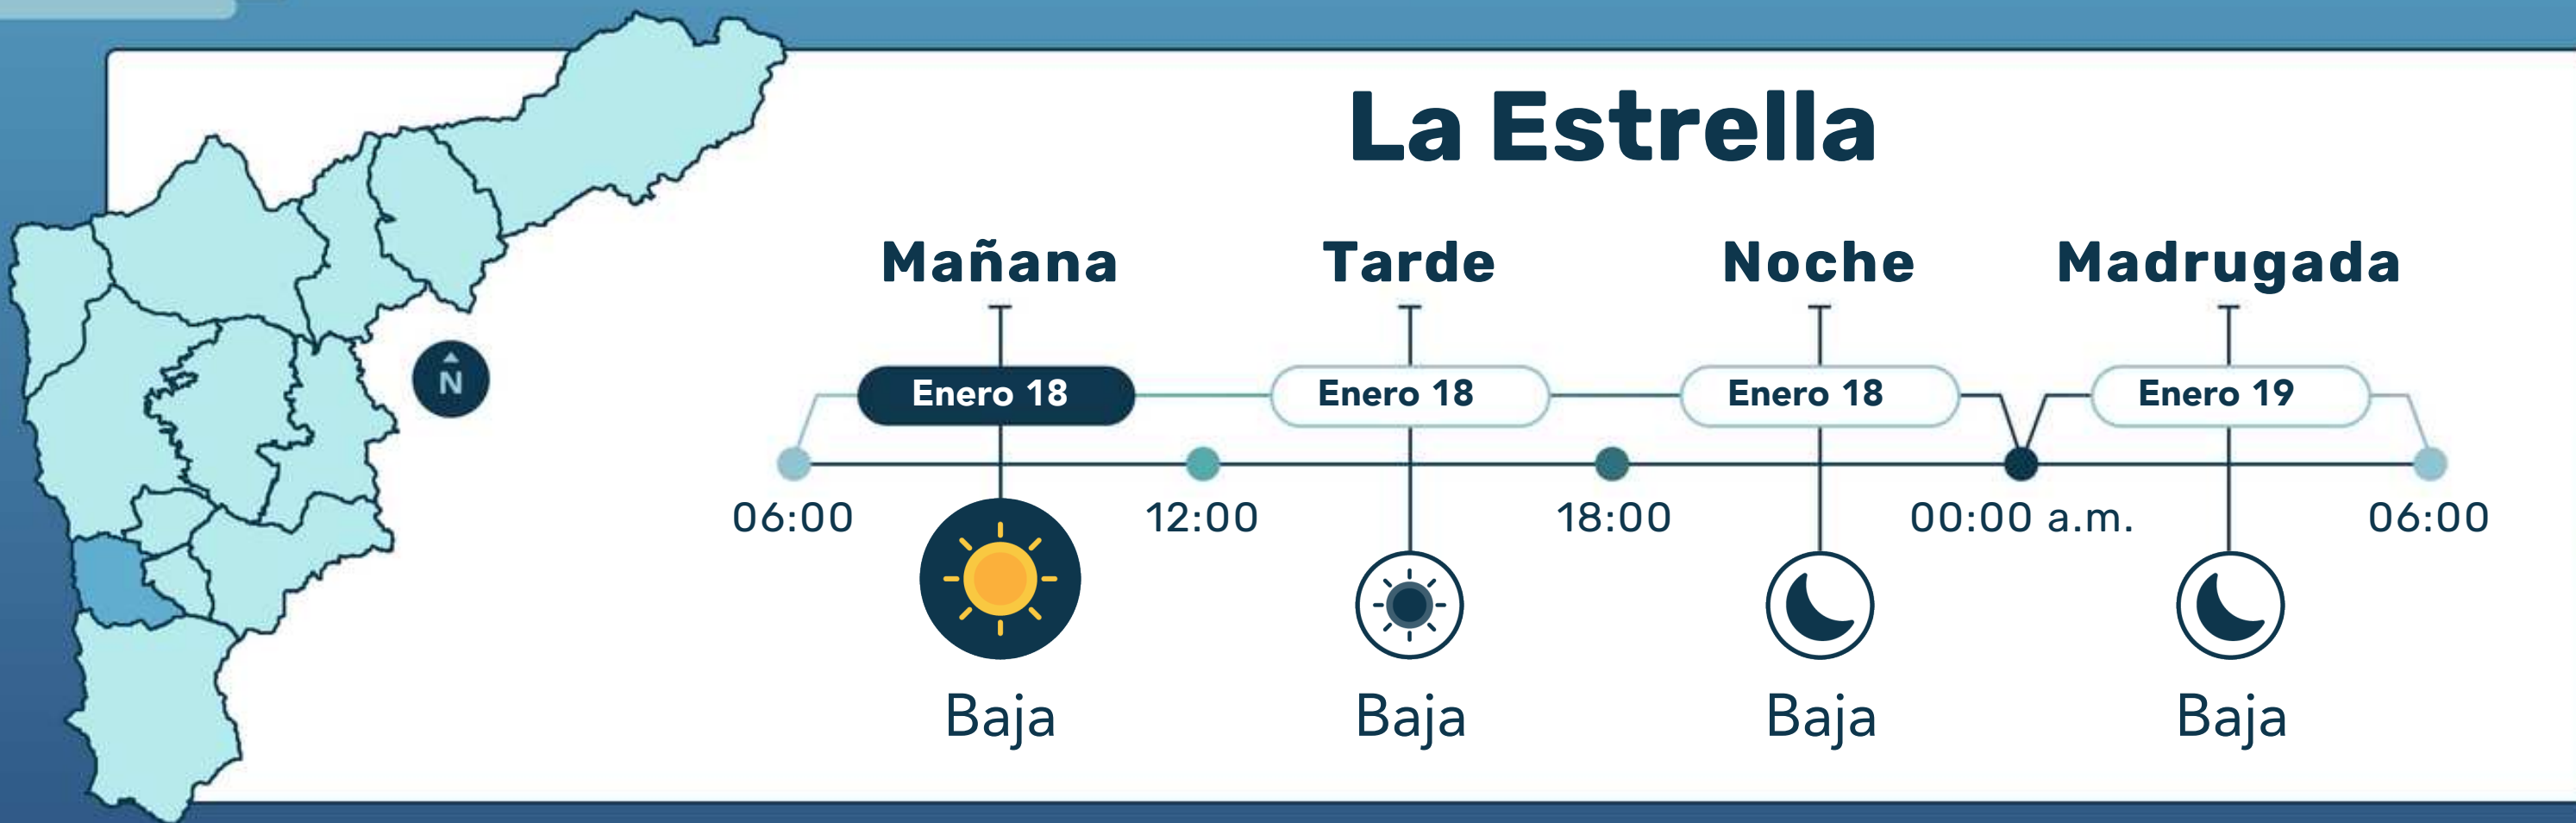 La Estrella
Mañana Tarde Noche Madrugada
N
Enero 18 Enero 18 Enero 18 Enero 19
06:00 12:00 18:00 00:00 a.m. 06:00
Baja Baja Baja Baja